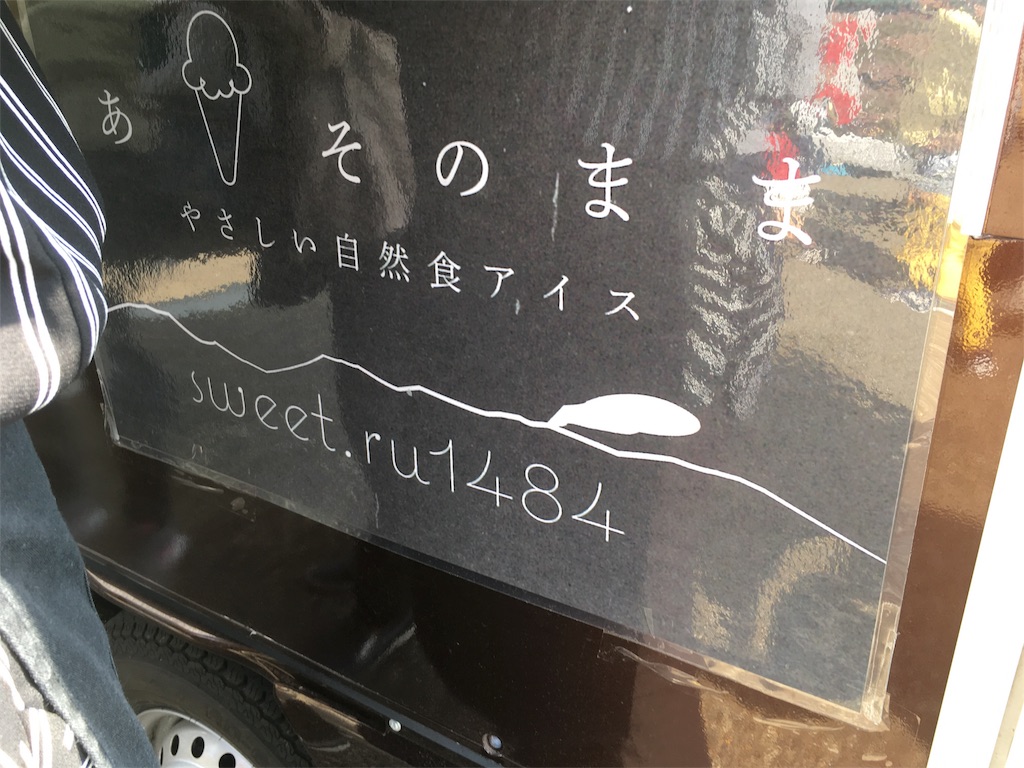 あ そのまま
やさしい自然食アイス
sweet.ru1484